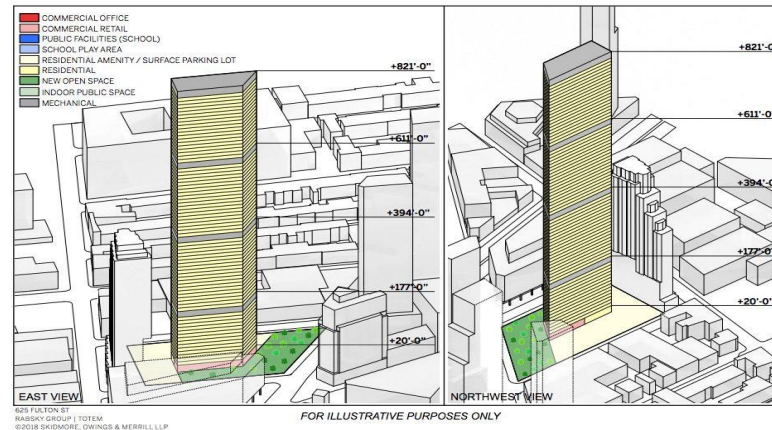 COMMERCIAL OFFICE
COMMERCIAL RETAIL
PUBLIC FACILITIES (SCHOOL)
SCHOOL PLAY AREA
RESIDENTIAL AMENITY / SURFACE PARKING LOT
RESIDENTIAL
NEW OPEN SPACE
INDOOR PUBLIC SPACE
MECHANICAL
+821'-0"
+611'-0"
+394'-0"
+177'-0"
+20'-0"
EAST VIEW
+821'-0
+611'-0
+394'-0
+177'-0
+20'-0
NORTHWEST VIEW
625 FULTON ST
RABSKY GROUP | TOTEM
©2018 SKIDMORE, OWINGS & MERRILL LLP
FOR ILLUSTRATIVE PURPOSES ONLY